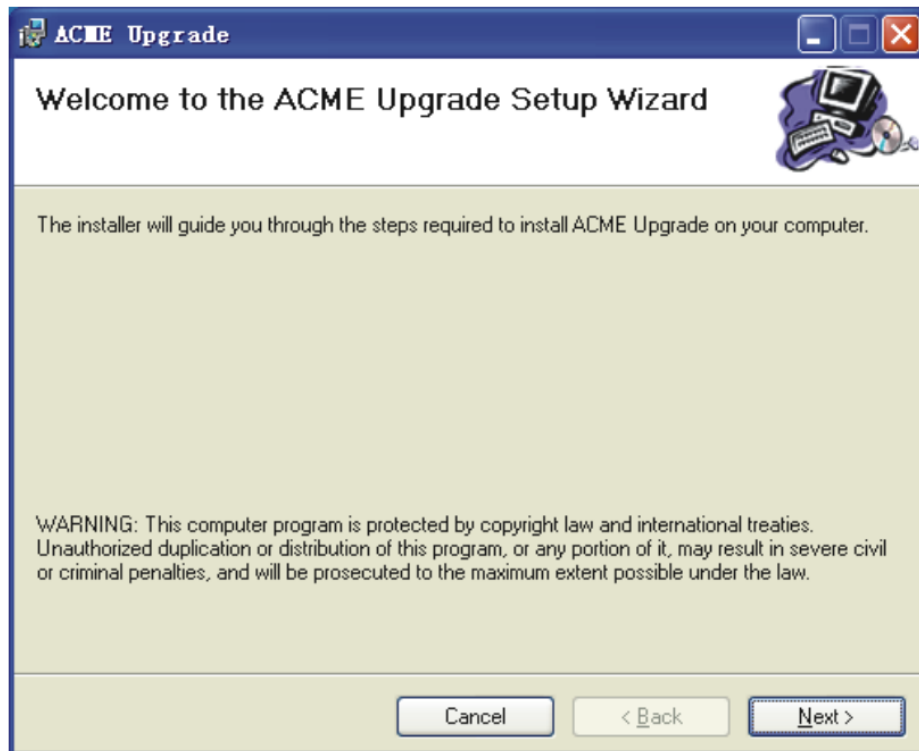 ACME Upgrade
Welcome to the ACME Upgrade Setup Wizard
The installer will guide you through the steps required to install ACME Upgrade on your computer.
WARNING: This computer program is protected by copyright law and international treaties.
Unauthorized duplication or distribution of this program, or any portion of it, may result in severe civil
or criminal penalties, and will be prosecuted to the maximum extent possible under the law.
Cancel
< Back
Next >